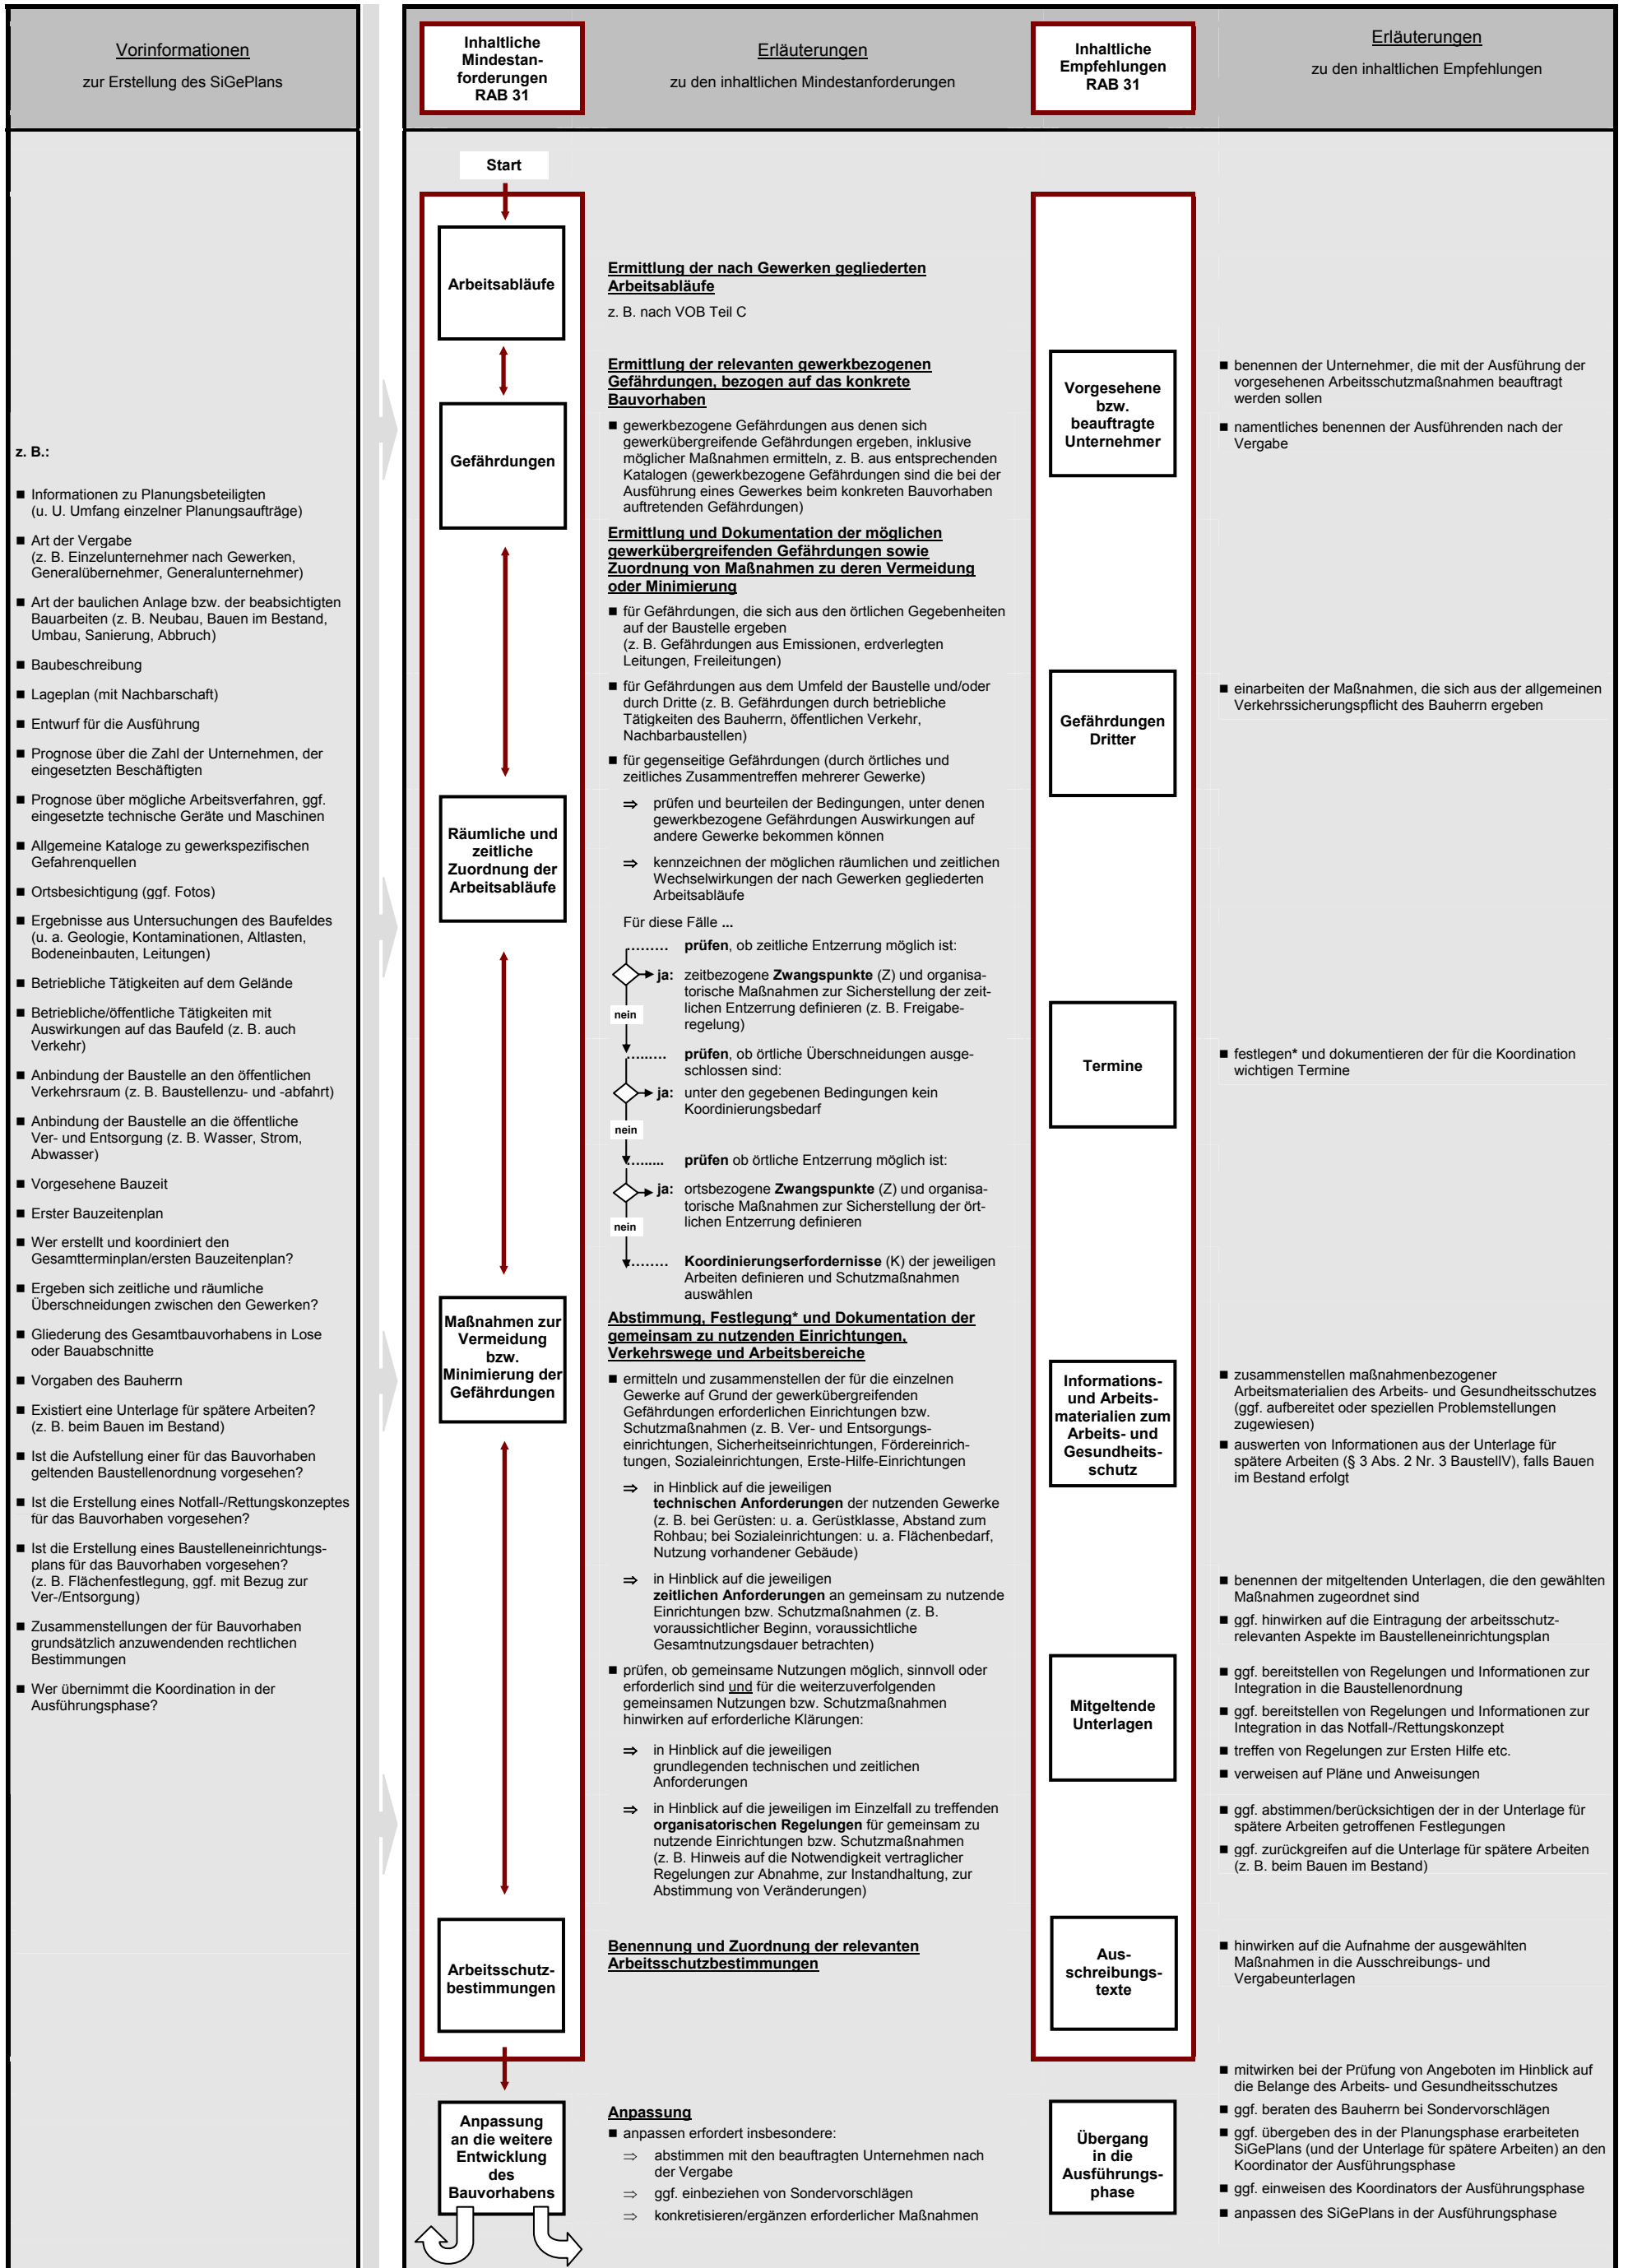 Vorinformationen
zur Erstellung des SiGePlans
Inhaltliche
Mindestan-
forderungen
RAB 31
Erläuterungen
zu den inhaltlichen Mindestanforderungen
Inhaltliche
Empfehlungen
RAB 31
Erläuterungen
zu den inhaltlichen Empfehlungen
z. B.:
■ Informationen zu Planungsbeteiligten
(u. U. Umfang einzelner Planungsaufträge)
■ Art der Vergabe
(z. B. Einzelunternehmer nach Gewerken,
Generalübernehmer, Generalunternehmer)
■ Art der baulichen Anlage bzw. der beabsichtigten
Bauarbeiten (z. B. Neubau, Bauen im Bestand,
Umbau, Sanierung, Abbruch)
■ Baubeschreibung
■ Lageplan (mit Nachbarschaft)
■ Entwurf für die Ausführung
■ Prognose über die Zahl der Unternehmen, der
eingesetzten Beschäftigten
■ Prognose über mögliche Arbeitsverfahren, ggf.
eingesetzte technische Geräte und Maschinen
■ Allgemeine Kataloge zu gewerkspezifischen
Gefahrenquellen
■ Ortsbesichtigung (ggf. Fotos)
■ Ergebnisse aus Untersuchungen des Baufeldes
(u. a. Geologie, Kontaminationen, Altlasten,
Bodeneinbauten, Leitungen)
■ Betriebliche Tätigkeiten auf dem Gelände
■ Betriebliche/öffentliche Tätigkeiten mit
Auswirkungen auf das Baufeld (z. B. auch
Verkehr)
■ Anbindung der Baustelle an den öffentlichen
Verkehrsraum (z. B. Baustellenzu- und -abfahrt)
■ Anbindung der Baustelle an die öffentliche
Ver- und Entsorgung (z. B. Wasser, Strom,
Abwasser)
■ Vorgesehene Bauzeit
■ Erster Bauzeitenplan
■ Wer erstellt und koordiniert den
Gesamtterminplan/ersten Bauzeitenplan?
■ Ergeben sich zeitliche und räumliche
Überschneidungen zwischen den Gewerken?
■ Gliederung des Gesamtbauvorhabens in Lose
oder Bauabschnitte
■ Vorgaben des Bauherrn
■ Existiert eine Unterlage für spätere Arbeiten?
(z. B. beim Bauen im Bestand)
■ Ist die Aufstellung einer für das Bauvorhaben
geltenden Baustellenordnung vorgesehen?
■ Ist die Erstellung eines Notfall-/Rettungskonzeptes
für das Bauvorhaben vorgesehen?
■ Ist die Erstellung eines Baustelleneinrichtungs-
plans für das Bauvorhaben vorgesehen?
(z. B. Flächenfestlegung, ggf. mit Bezug zur
Ver-/Entsorgung)
■ Zusammenstellungen der für Bauvorhaben
grundsätzlich anzuwendenden rechtlichen
Bestimmungen
■ Wer übernimmt die Koordination in der
Ausführungsphase?
Start
Arbeitsabläufe
Gefährdungen
Räumliche und
zeitliche
Zuordnung der
Arbeitsabläufe
Maßnahmen zur
Vermeidung
bzw.
Minimierung der
Gefährdungen
Arbeitsschutz-
bestimmungen
Anpassung
an die weitere
Entwicklung
des
Bauvorhabens
Ermittlung der nach Gewerken gegliederten
Arbeitsabläufe
z. B. nach VOB Teil C
Ermittlung der relevanten gewerkbezogenen
Gefährdungen, bezogen auf das konkrete
Bauvorhaben
■ gewerkbezogene Gefährdungen aus denen sich
gewerkübergreifende Gefährdungen ergeben, inklusive
möglicher Maßnahmen ermitteln, z. B. aus entsprechenden
Katalogen (gewerkbezogene Gefährdungen sind die bei der
Ausführung eines Gewerkes beim konkreten Bauvorhaben
auftretenden Gefährdungen)
Ermittlung und Dokumentation der möglichen
gewerkübergreifenden Gefährdungen sowie
Zuordnung von Maßnahmen zu deren Vermeidung
oder Minimierung
■ für Gefährdungen, die sich aus den örtlichen Gegebenheiten
auf der Baustelle ergeben
(z. B. Gefährdungen aus Emissionen, erdverlegten
Leitungen, Freileitungen)
■ für Gefährdungen aus dem Umfeld der Baustelle und/oder
durch Dritte (z. B. Gefährdungen durch betriebliche
Tätigkeiten des Bauherrn, öffentlichen Verkehr,
Nachbarbaustellen)
■ für gegenseitige Gefährdungen (durch örtliches und
zeitliches Zusammentreffen mehrerer Gewerke)
⇒ prüfen und beurteilen der Bedingungen, unter denen
gewerkbezogene Gefährdungen Auswirkungen auf
andere Gewerke bekommen können
⇒ kennzeichnen der möglichen räumlichen und zeitlichen
Wechselwirkungen der nach Gewerken gegliederten
Arbeitsabläufe
Für diese Fälle ...
......... prüfen, ob zeitliche Entzerrung möglich ist:
ja: zeitbezogene Zwangspunkte (Z) und organisa-
torische Maßnahmen zur Sicherstellung der zeit-
lichen Entzerrung definieren (z. B. Freigabe-
regelung)
nein
......... prüfen, ob örtliche Überschneidungen ausge-
schlossen sind:
ja: unter den gegebenen Bedingungen kein
Koordinierungsbedarf
nein
......... prüfen ob örtliche Entzerrung möglich ist:
ja: ortsbezogene Zwangspunkte (Z) und organisa-
torische Maßnahmen zur Sicherstellung der ört-
lichen Entzerrung definieren
nein
......... Koordinierungserfordernisse (K) der jeweiligen
Arbeiten definieren und Schutzmaßnahmen
auswählen
Abstimmung, Festlegung* und Dokumentation der
gemeinsam zu nutzenden Einrichtungen,
Verkehrswege und Arbeitsbereiche
■ ermitteln und zusammenstellen der für die einzelnen
Gewerke auf Grund der gewerkübergreifenden
Gefährdungen erforderlichen Einrichtungen bzw.
Schutzmaßnahmen (z. B. Ver- und Entsorgungs-
einrichtungen, Sicherheitseinrichtungen, Fördereinrich-
tungen, Sozialeinrichtungen, Erste-Hilfe-Einrichtungen
⇒ in Hinblick auf die jeweiligen
technischen Anforderungen der nutzenden Gewerke
(z. B. bei Gerüsten: u. a. Gerüstklasse, Abstand zum
Rohbau; bei Sozialeinrichtungen: u. a. Flächenbedarf,
Nutzung vorhandener Gebäude)
⇒ in Hinblick auf die jeweiligen
zeitlichen Anforderungen an gemeinsam zu nutzende
Einrichtungen bzw. Schutzmaßnahmen (z. B.
voraussichtlicher Beginn, voraussichtliche
Gesamtnutzungsdauer betrachten)
■ prüfen, ob gemeinsame Nutzungen möglich, sinnvoll oder
erforderlich sind und für die weiterzuverfolgenden
gemeinsamen Nutzungen bzw. Schutzmaßnahmen
hinwirken auf erforderliche Klärungen:
⇒ in Hinblick auf die jeweiligen
grundlegenden technischen und zeitlichen
Anforderungen
⇒ in Hinblick auf die jeweiligen im Einzelfall zu treffenden
organisatorischen Regelungen für gemeinsam zu
nutzende Einrichtungen bzw. Schutzmaßnahmen
(z. B. Hinweis auf die Notwendigkeit vertraglicher
Regelungen zur Abnahme, zur Instandhaltung, zur
Abstimmung von Veränderungen)
Benennung und Zuordnung der relevanten
Arbeitsschutzbestimmungen
Anpassung
■ anpassen erfordert insbesondere:
⇒ abstimmen mit den beauftragten Unternehmen nach
der Vergabe
⇒ ggf. einbeziehen von Sondervorschlägen
⇒ konkretisieren/ergänzen erforderlicher Maßnahmen
Vorgesehene
bzw.
beauftragte
Unternehmer
Gefährdungen
Dritter
Termine
Informations-
und Arbeits-
materialien zum
Arbeits- und
Gesundheits-
schutz
Mitgeltende
Unterlagen
Aus-
schreibungs-
texte
Übergang
in die
Ausführungs-
phase
■ benennen der Unternehmer, die mit der Ausführung der
vorgesehenen Arbeitsschutzmaßnahmen beauftragt
werden sollen
■ namentliches benennen der Ausführenden nach der
Vergabe
■ einarbeiten der Maßnahmen, die sich aus der allgemeinen
Verkehrssicherungspflicht des Bauherrn ergeben
■ festlegen* und dokumentieren der für die Koordination
wichtigen Termine
■ zusammenstellen maßnahmenbezogener
Arbeitsmaterialien des Arbeits- und Gesundheitsschutzes
(ggf. aufbereitet oder speziellen Problemstellungen
zugewiesen)
■ auswerten von Informationen aus der Unterlage für
spätere Arbeiten (§ 3 Abs. 2 Nr. 3 BaustellV), falls Bauen
im Bestand erfolgt
■ benennen der mitgeltenden Unterlagen, die den gewählten
Maßnahmen zugeordnet sind
■ ggf. hinwirken auf die Eintragung der arbeitsschutz-
relevanten Aspekte im Baustelleneinrichtungsplan
■ ggf. bereitstellen von Regelungen und Informationen zur
Integration in die Baustellenordnung
■ ggf. bereitstellen von Regelungen und Informationen zur
Integration in das Notfall-/Rettungskonzept
■ treffen von Regelungen zur Ersten Hilfe etc.
■ verweisen auf Pläne und Anweisungen
■ ggf. abstimmen/berücksichtigen der in der Unterlage für
spätere Arbeiten getroffenen Festlegungen
■ ggf. zurückgreifen auf die Unterlage für spätere Arbeiten
(z. B. beim Bauen im Bestand)
■ hinwirken auf die Aufnahme der ausgewählten
Maßnahmen in die Ausschreibungs- und
Vergabeunterlagen
■ mitwirken bei der Prüfung von Angeboten im Hinblick auf
die Belange des Arbeits- und Gesundheitsschutzes
■ ggf. beraten des Bauherrn bei Sondervorschlägen
■ ggf. übergeben des in der Planungsphase erarbeiteten
SiGePlans (und der Unterlage für spätere Arbeiten) an den
Koordinator der Ausführungsphase
■ ggf. einweisen des Koordinators der Ausführungsphase
■ anpassen des SiGePlans in der Ausführungsphase